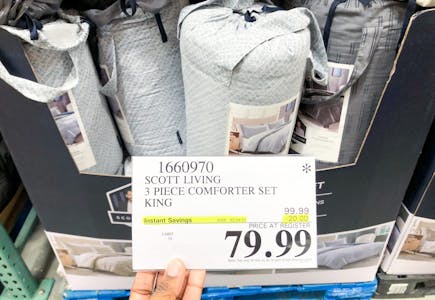 1660970 *
SCOTT LIVING
3 PIECE COMFORTER SET
KING
99.99
Instant Savings 20.00
PRICE AT REGISTER
79.99